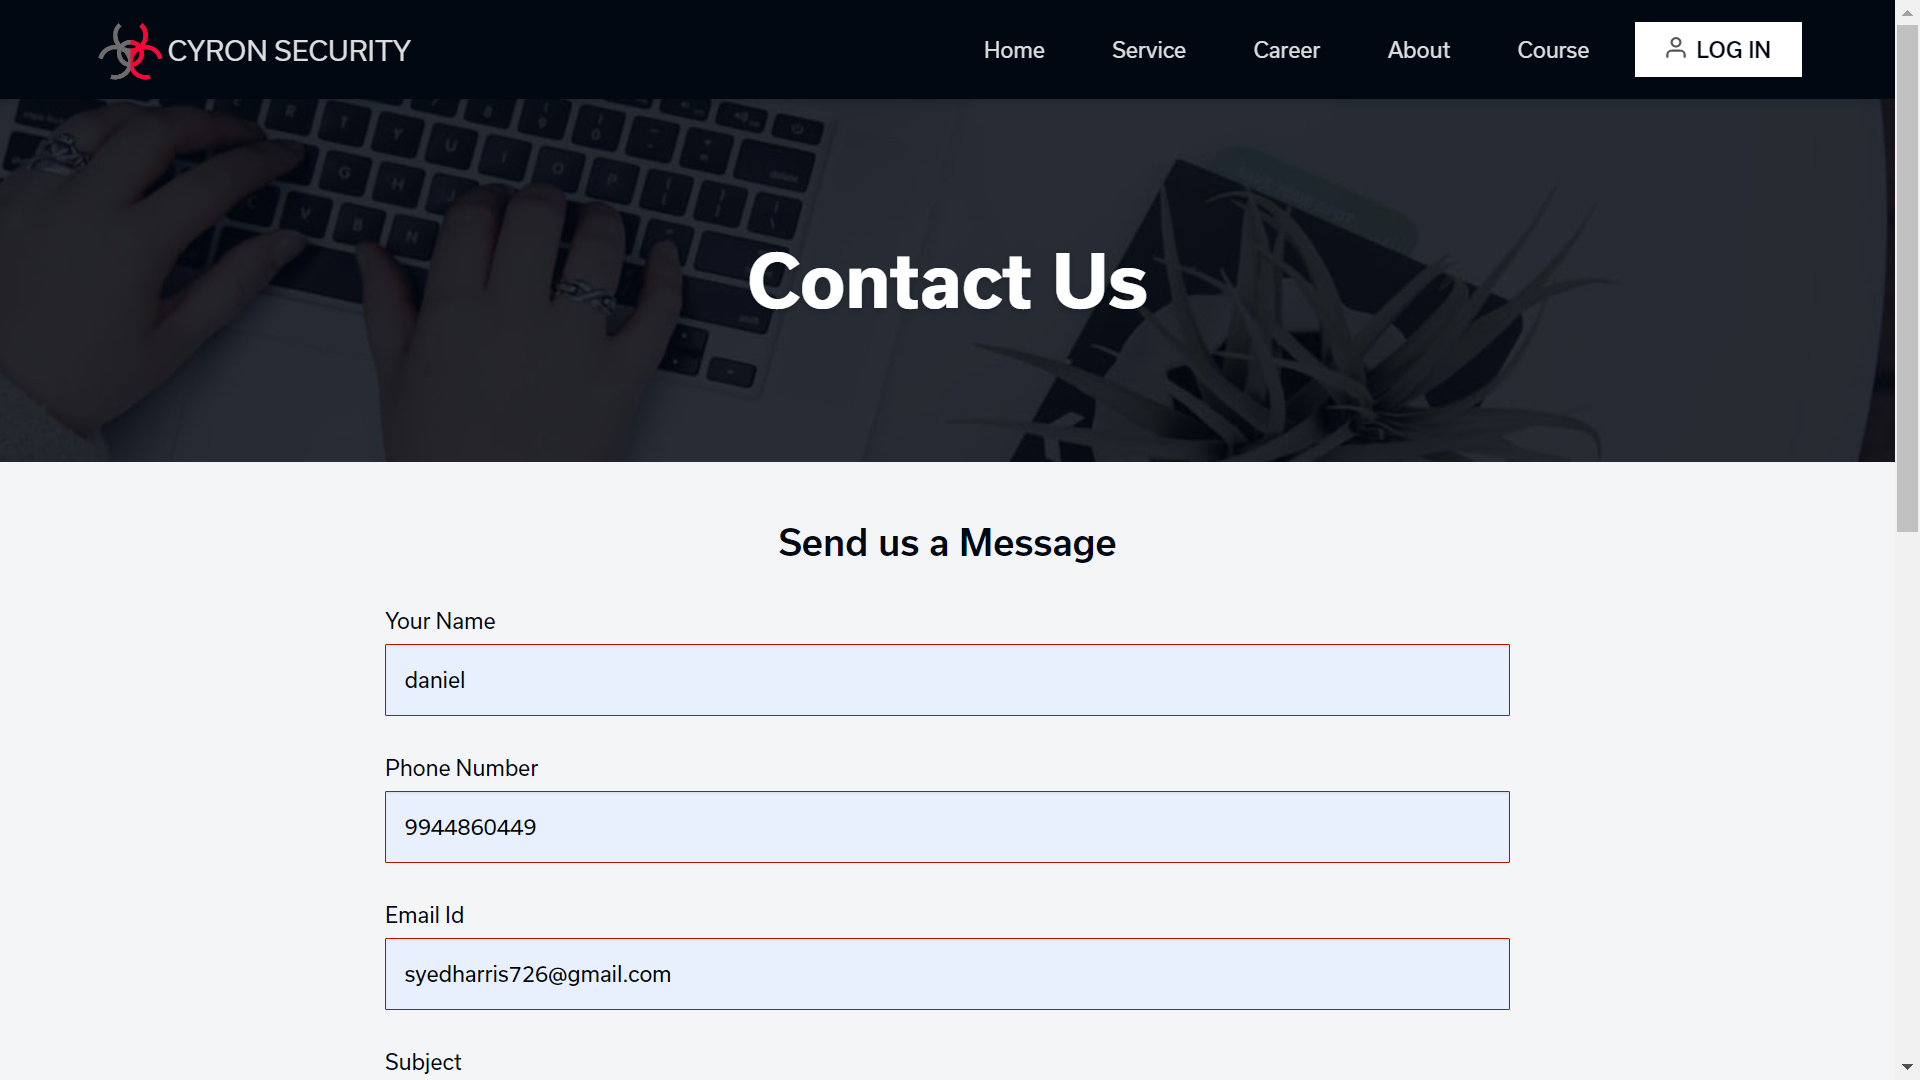 CYRON SECURITY
Home
Service
Career
About
Course
LOG IN
Contact Us
Send us a Message
Your Name
daniel
Phone Number
9944860449
Email Id
syedharris726@gmail.com
Subject